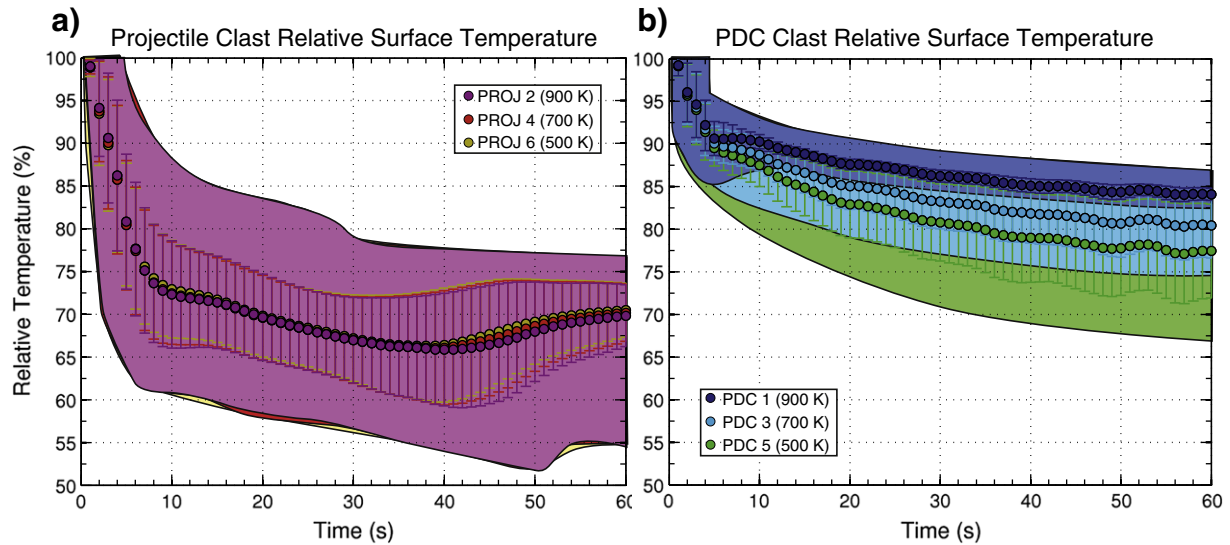 a)
Projectile Clast Relative Surface Temperature
100
95
90
85
80
75
70
65
60
55
50
Relative Temperature (%)
PROJ 2 (900 K)
PROJ 4 (700 K)
PROJ 6 (500 K)
0 10 20 30 40 50 60
Time (s)
b)
PDC Clast Relative Surface Temperature
100
95
90
85
80
75
70
65
60
55
50
PDC 1 (900 K)
PDC 3 (700 K)
PDC 5 (500 K)
0 10 20 30 40 50 60
Time (s)